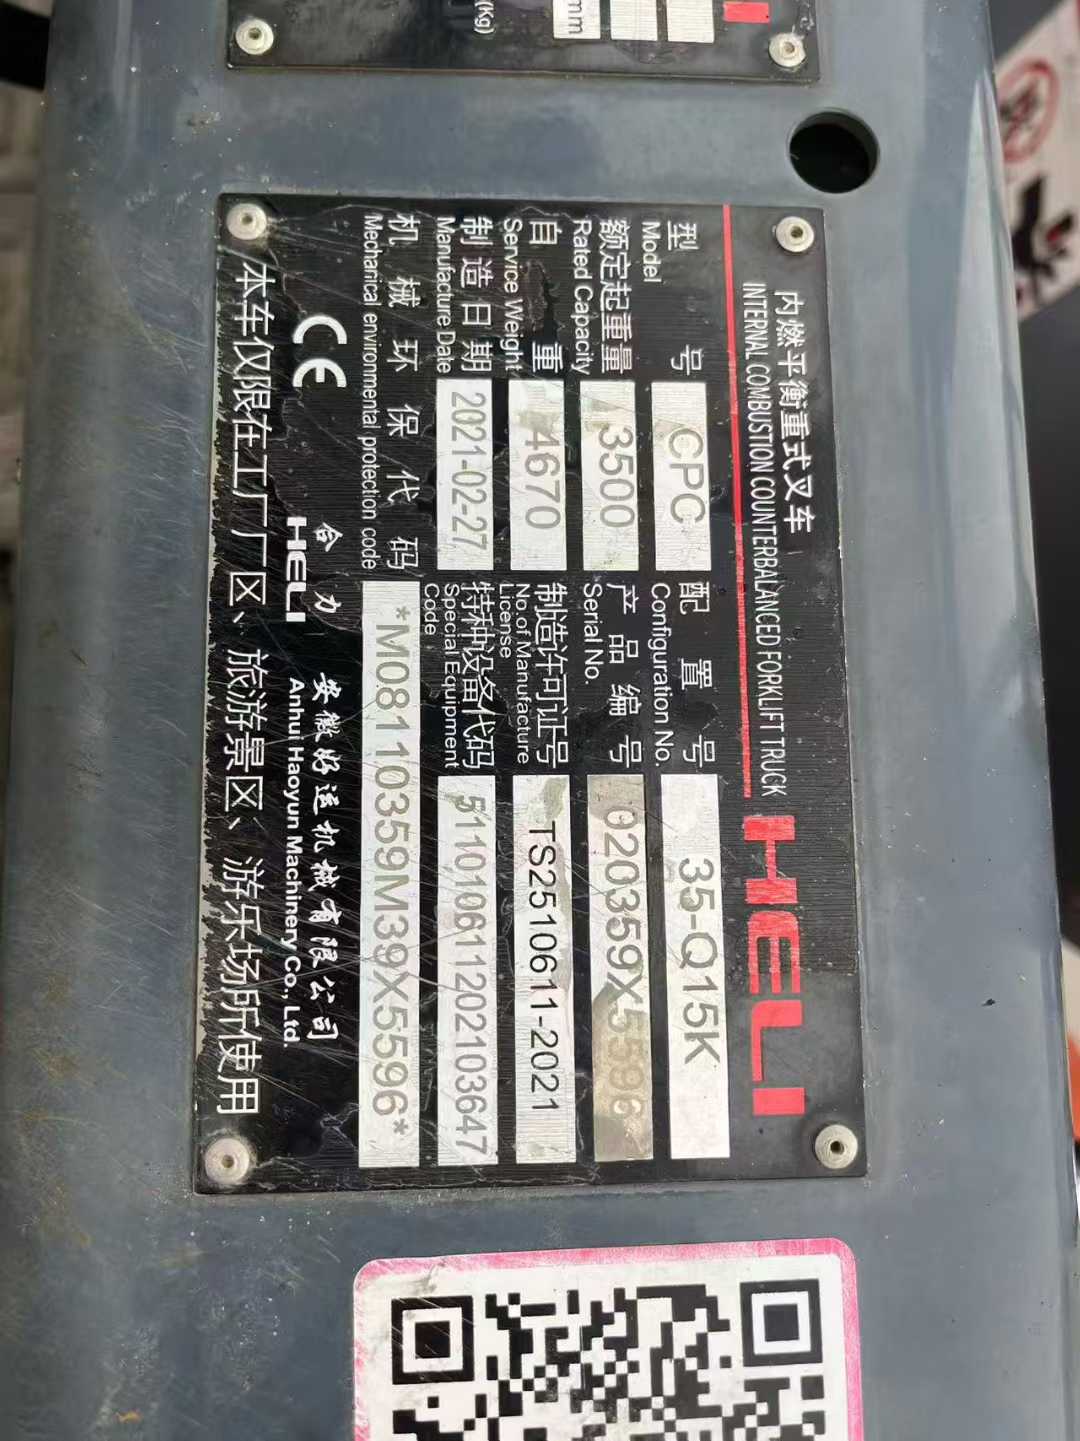 (Kg)
mm
内燃平衡重式叉车
INTERNAL COMBUSTION COUNTERBALANCED FORKLIFT TRUCK
HELI
型号 CPC 配置号 35-Q15K
Model Configuration No.
额定起重量 3500 产品编号 020359X5596
Rated Capacity Serial No.
自重 4670 制造许可证号 TS2510611-2021
Service Weight No.of Manufacture
License
制造日期 2021-02-27 特种设备代码 511010611202103647
Manufacture Date Special Equipment
Code
机械环保代码 *M08110359M39X5596*
Mechanical environmental protection code
CE 合力 安徽好运机械有限公司
HELI Anhui Haoyun Machinery Co., Ltd.
本车仅限在工厂厂区、旅游景区、游乐场所使用